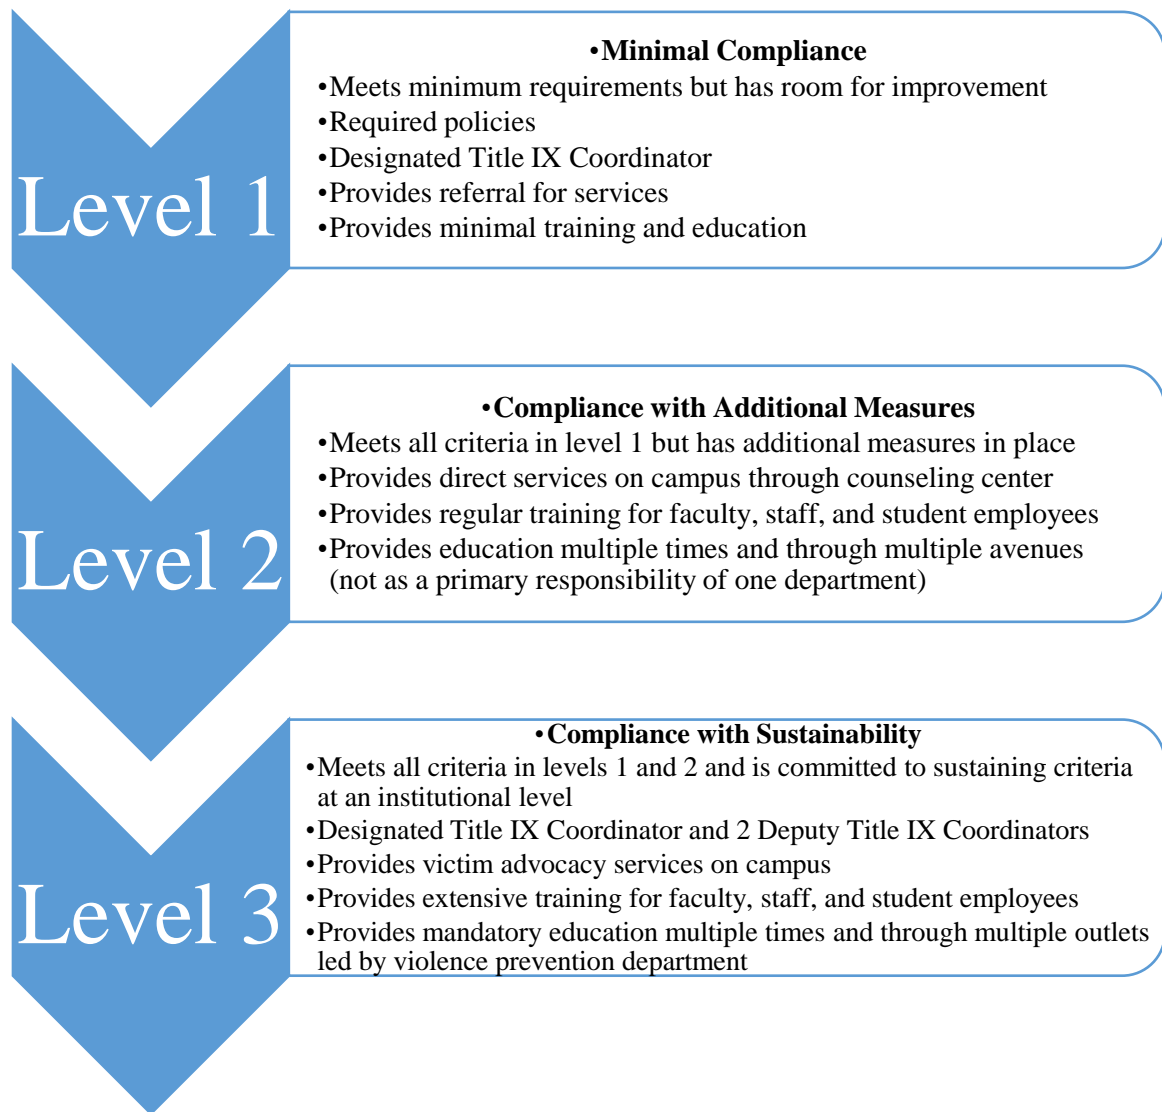 Level 1
•Minimal Compliance
•Meets minimum requirements but has room for improvement
•Required policies
•Designated Title IX Coordinator
•Provides referral for services
•Provides minimal training and education
Level 2
•Compliance with Additional Measures
•Meets all criteria in level 1 but has additional measures in place
•Provides direct services on campus through counseling center
•Provides regular training for faculty, staff, and student employees
•Provides education multiple times and through multiple avenues
(not as a primary responsibility of one department)
Level 3
•Compliance with Sustainability
•Meets all criteria in levels 1 and 2 and is committed to sustaining criteria
at an institutional level
•Designated Title IX Coordinator and 2 Deputy Title IX Coordinators
•Provides victim advocacy services on campus
•Provides extensive training for faculty, staff, and student employees
•Provides mandatory education multiple times and through multiple outlets
led by violence prevention department